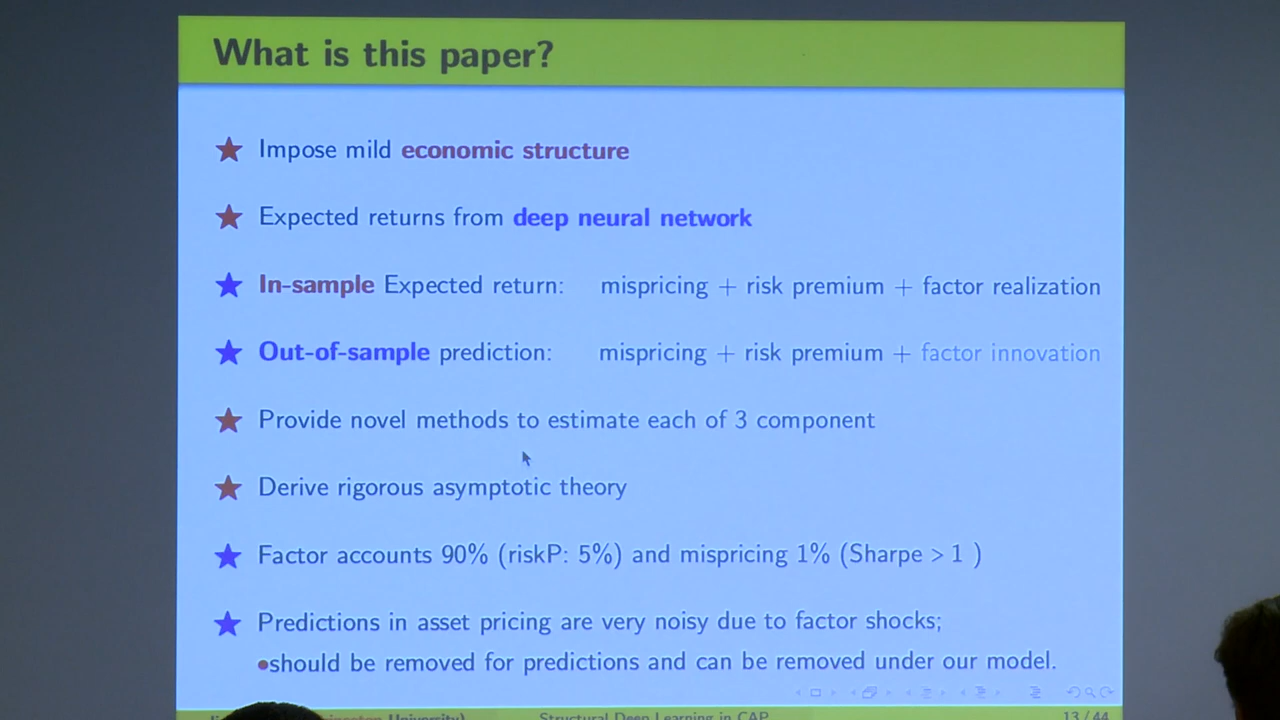 What is this paper?
Impose mild economic structure
Expected returns from deep neural network
In-sample Expected return: mispricing + risk premium + factor realization
Out-of-sample prediction: mispricing + risk premium + factor innovation
Provide novel methods to estimate each of 3 component
Derive rigorous asymptotic theory
Factor accounts 90% (riskP: 5%) and mispricing 1% (Sharpe > 1 )
Predictions in asset pricing are very noisy due to factor shocks;
•should be removed for predictions and can be removed under our model.
University) Structural Deep Learning in CAP 13 / 44